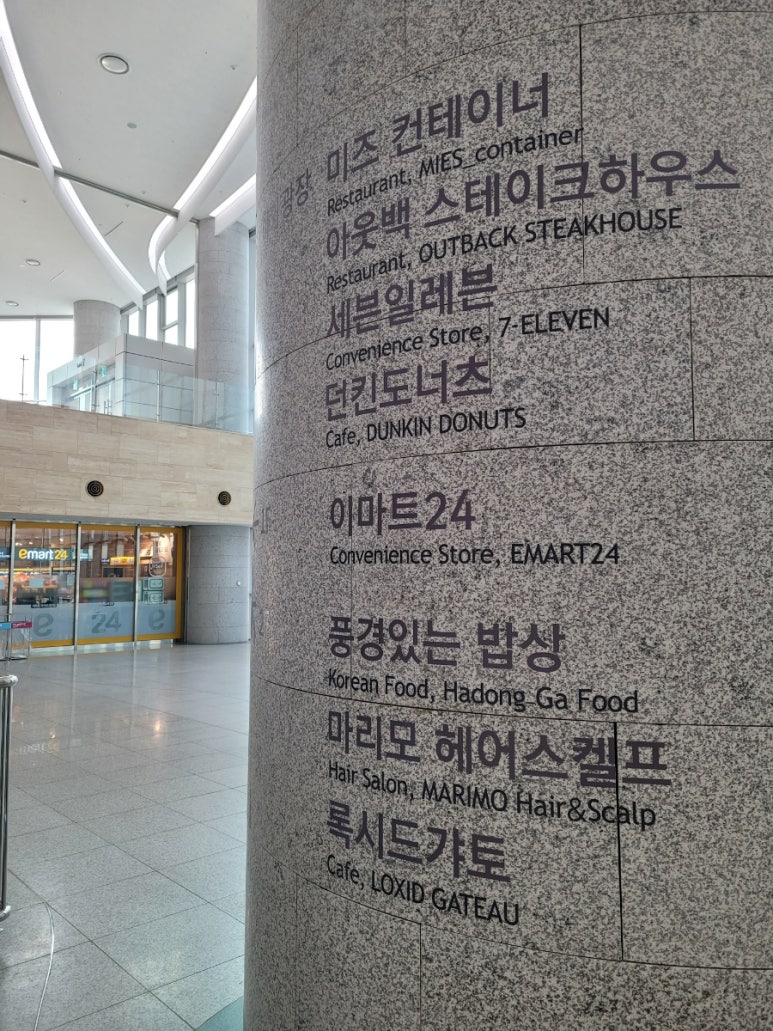 광장
미즈 컨테이너
Restaurant, MIES_container
아웃백 스테이크하우스
Restaurant, OUTBACK STEAKHOUSE
세븐일레븐
Convenience Store, 7-ELEVEN
던킨도너츠
Cafe, DUNKIN DONUTS
이마트24
Convenience Store, EMART24
풍경있는 밥상
Korean Food, Hadong Ga Food
마리모 헤어스켈프
Hair Salon, MARIMO Hair&Scalp
록시드갸토
Cafe, LOXID GATEAU
emart24
e 24 e